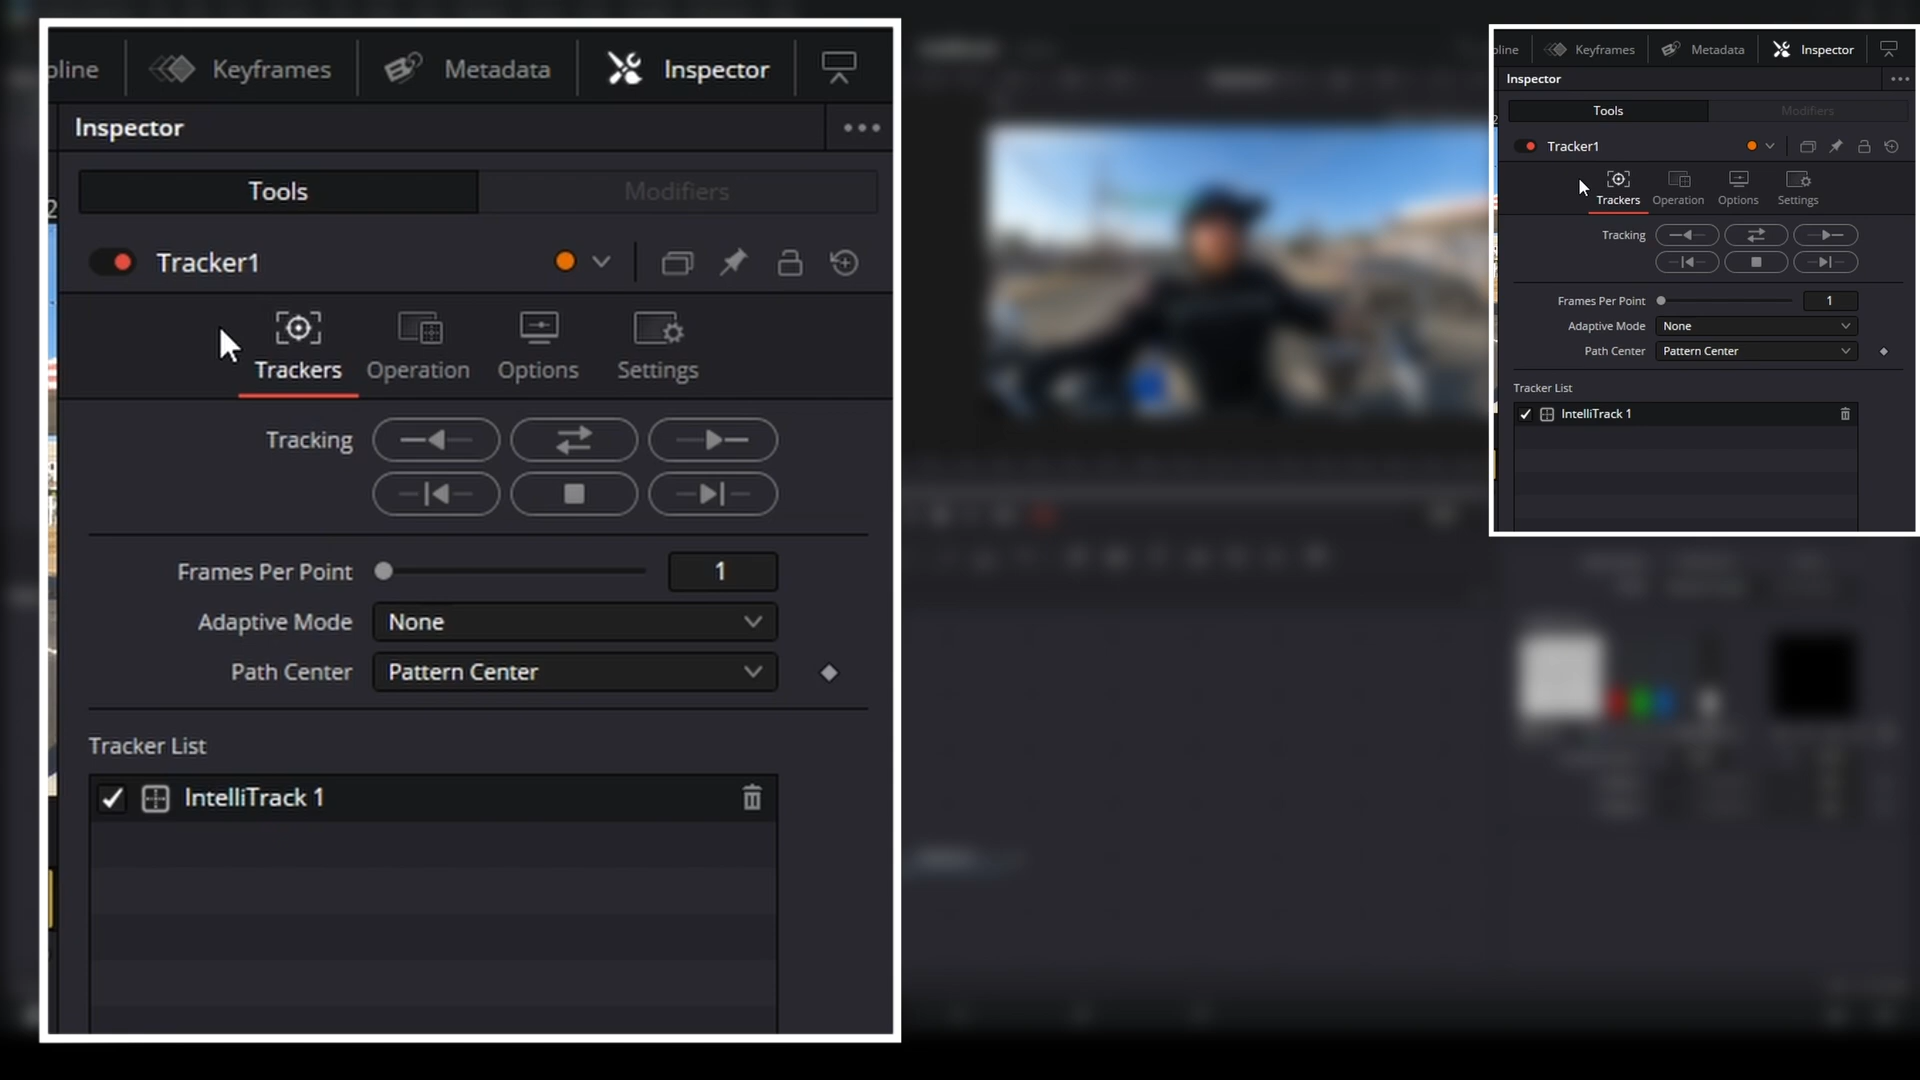 oline Keyframes Metadata Inspector
Inspector
Tools Modifiers
Tracker1
Trackers Operation Options Settings
Tracking
Frames Per Point 1
Adaptive Mode None
Path Center Pattern Center
Tracker List
IntelliTrack 1
oline Keyframes Metadata Inspector
Inspector
Tools Modifiers
Tracker1
Trackers Operation Options Settings
Tracking
Frames Per Point 1
Adaptive Mode None
Path Center Pattern Center
Tracker List
IntelliTrack 1